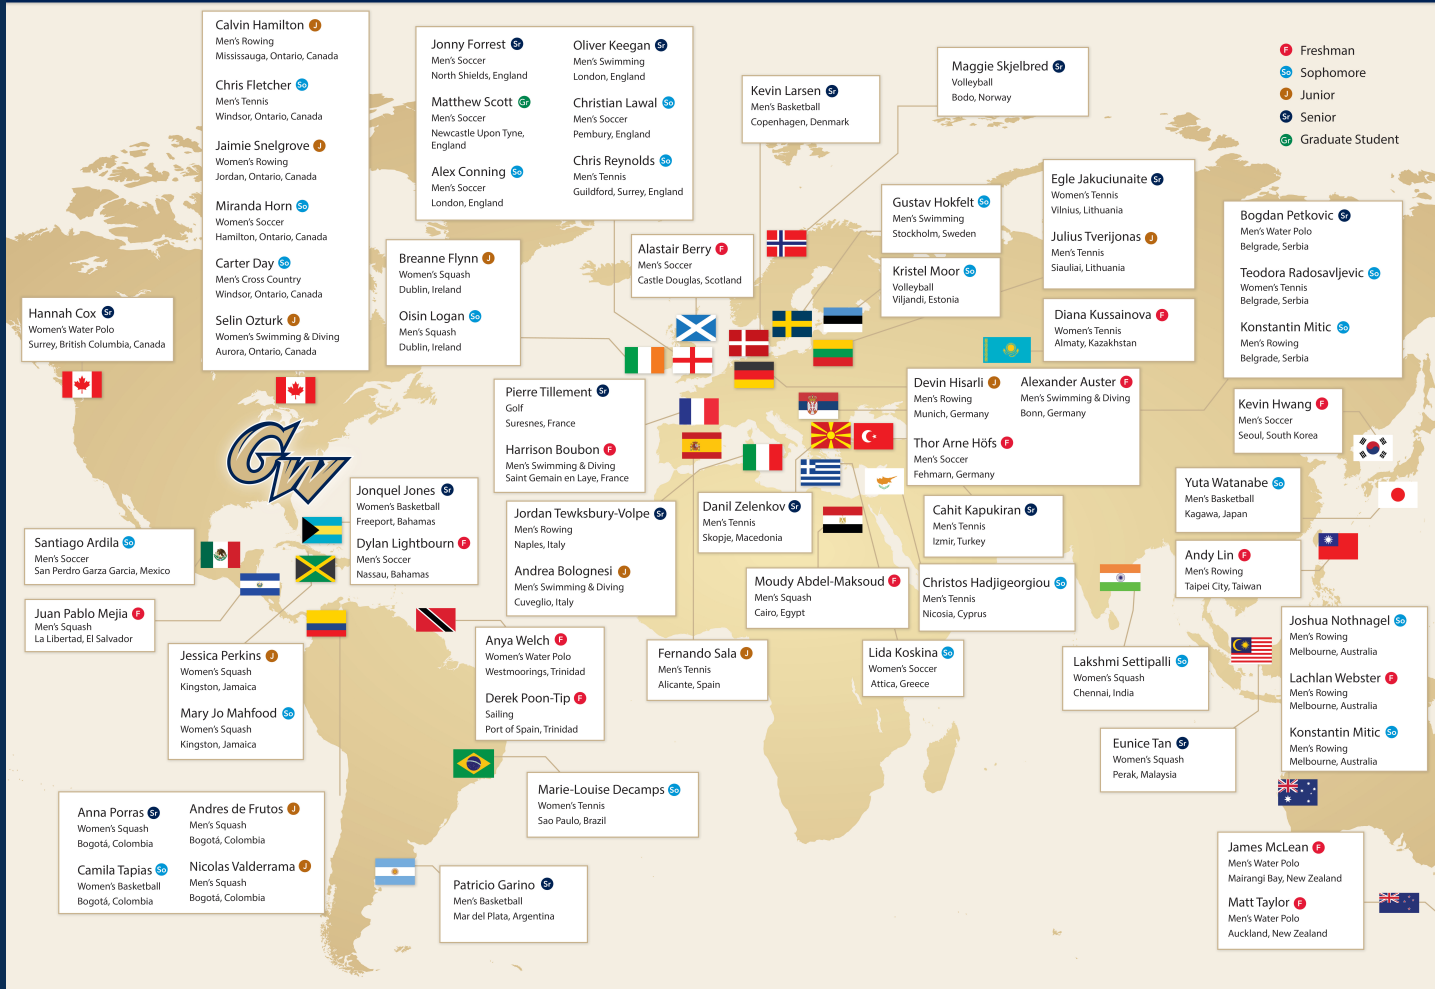 Calvin Hamilton J
Men's Rowing
Mississauga, Ontario, Canada
Chris Fletcher So
Men's Tennis
Windsor, Ontario, Canada
Jaimie Snelgrove J
Women's Rowing
Jordan, Ontario, Canada
Miranda Horn So
Women's Soccer
Hamilton, Ontario, Canada
Carter Day So
Men's Cross Country
Windsor, Ontario, Canada
Selin Ozturk J
Women's Swimming & Diving
Aurora, Ontario, Canada
Jonny Forrest Sr
Men's Soccer
North Shields, England
Matthew Scott Gr
Men's Soccer
Newcastle Upon Tyne,
England
Alex Conning So
Men's Soccer
London, England
Oliver Keegan Sr
Men's Swimming
London, England
Christian Lawal So
Men's Soccer
Pembury, England
Chris Reynolds So
Men's Tennis
Guildford, Surrey, England
Kevin Larsen Sr
Men's Basketball
Copenhagen, Denmark
Maggie Skjelbred Sr
Volleyball
Bodo, Norway
F Freshman
So Sophomore
J Junior
Sr Senior
Gr Graduate Student
Hannah Cox Sr
Women's Water Polo
Surrey, British Columbia, Canada
Breanne Flynn J
Women's Squash
Dublin, Ireland
Oisin Logan So
Men's Squash
Dublin, Ireland
Alastair Berry F
Men's Soccer
Castle Douglas, Scotland
Gustav Hokfelt So
Men's Swimming
Stockholm, Sweden
Kristel Moor So
Volleyball
Viljandi, Estonia
Egle Jakuciunaite Sr
Women's Tennis
Vilnius, Lithuania
Julius Tverijonas J
Men's Tennis
Siauliai, Lithuania
Diana Kussainova F
Women's Tennis
Almaty, Kazakhstan
Bogdan Petkovic Sr
Men's Water Polo
Belgrade, Serbia
Teodora Radosavljevic So
Women's Tennis
Belgrade, Serbia
Konstantin Mitic So
Men's Rowing
Belgrade, Serbia
GW
Pierre Tillement Sr
Golf
Suresnes, France
Harrison Boubon F
Men's Swimming & Diving
Saint Gemain en Laye, France
Devin Hisarli J
Men's Rowing
Munich, Germany
Alexander Auster F
Men's Swimming & Diving
Bonn, Germany
Thor Arne Höfs F
Men's Soccer
Fehmarn, Germany
Kevin Hwang F
Men's Soccer
Seoul, South Korea
Yuta Watanabe So
Men's Basketball
Kagawa, Japan
Andy Lin F
Men's Rowing
Taipei City, Taiwan
Jonquel Jones Sr
Women's Basketball
Freeport, Bahamas
Dylan Lightbourn F
Men's Soccer
Nassau, Bahamas
Jordan Tewksbury-Volpe Sr
Men's Rowing
Naples, Italy
Andrea Bolognesi J
Men's Swimming & Diving
Cuveglio, Italy
Danil Zelenkov Sr
Men's Tennis
Skopje, Macedonia
Cahit Kapukiran Sr
Men's Tennis
Izmir, Turkey
Santiago Ardila So
Men's Soccer
San Perdro Garza Garcia, Mexico
Juan Pablo Mejia F
Men's Squash
La Libertad, El Salvador
Moudy Abdel-Maksoud F
Men's Squash
Cairo, Egypt
Christos Hadjigeorgiou So
Men's Tennis
Nicosia, Cyprus
Jessica Perkins J
Women's Squash
Kingston, Jamaica
Mary Jo Mahfood So
Women's Squash
Kingston, Jamaica
Anya Welch F
Women's Water Polo
Westmoorings, Trinidad
Derek Poon-Tip F
Sailing
Port of Spain, Trinidad
Fernando Sala J
Men's Tennis
Alicante, Spain
Lida Koskina So
Women's Soccer
Attica, Greece
Lakshmi Settipalli So
Women's Squash
Chennai, India
Joshua Nothnagel So
Men's Rowing
Melbourne, Australia
Lachlan Webster F
Men's Rowing
Melbourne, Australia
Konstantin Mitic So
Men's Rowing
Melbourne, Australia
Eunice Tan Sr
Women's Squash
Perak, Malaysia
Marie-Louise Decamps So
Women's Tennis
Sao Paulo, Brazil
Anna Porras Sr
Women's Squash
Bogotá, Colombia
Camila Tapias So
Women's Basketball
Bogotá, Colombia
Andres de Frutos J
Men's Squash
Bogotá, Colombia
Nicolas Valderrama J
Men's Squash
Bogotá, Colombia
Patricio Garino Sr
Men's Basketball
Mar del Plata, Argentina
James McLean F
Men's Water Polo
Mairangi Bay, New Zealand
Matt Taylor F
Men's Water Polo
Auckland, New Zealand